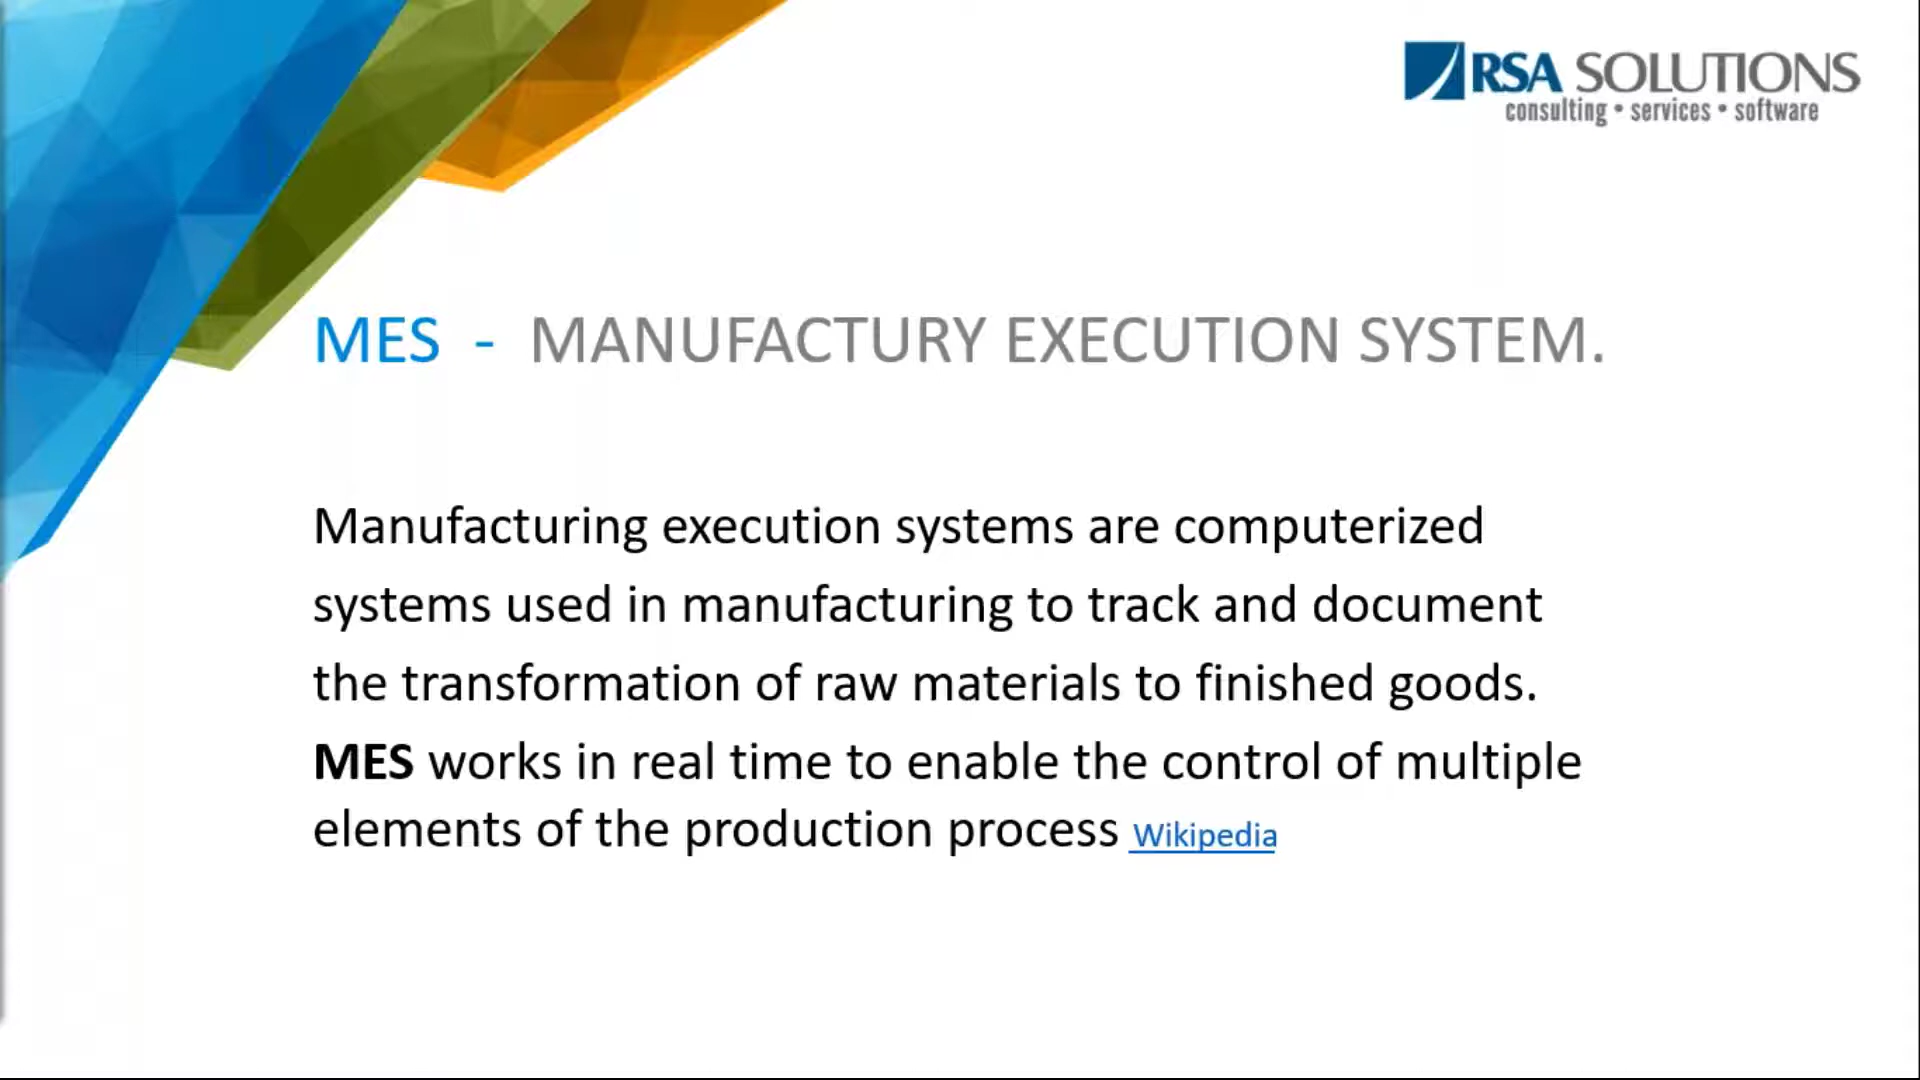 RSA SOLUTIONS
consulting • services • software
MES - MANUFACTURY EXECUTION SYSTEM.
Manufacturing execution systems are computerized
systems used in manufacturing to track and document
the transformation of raw materials to finished goods.
MES works in real time to enable the control of multiple
elements of the production process Wikipedia